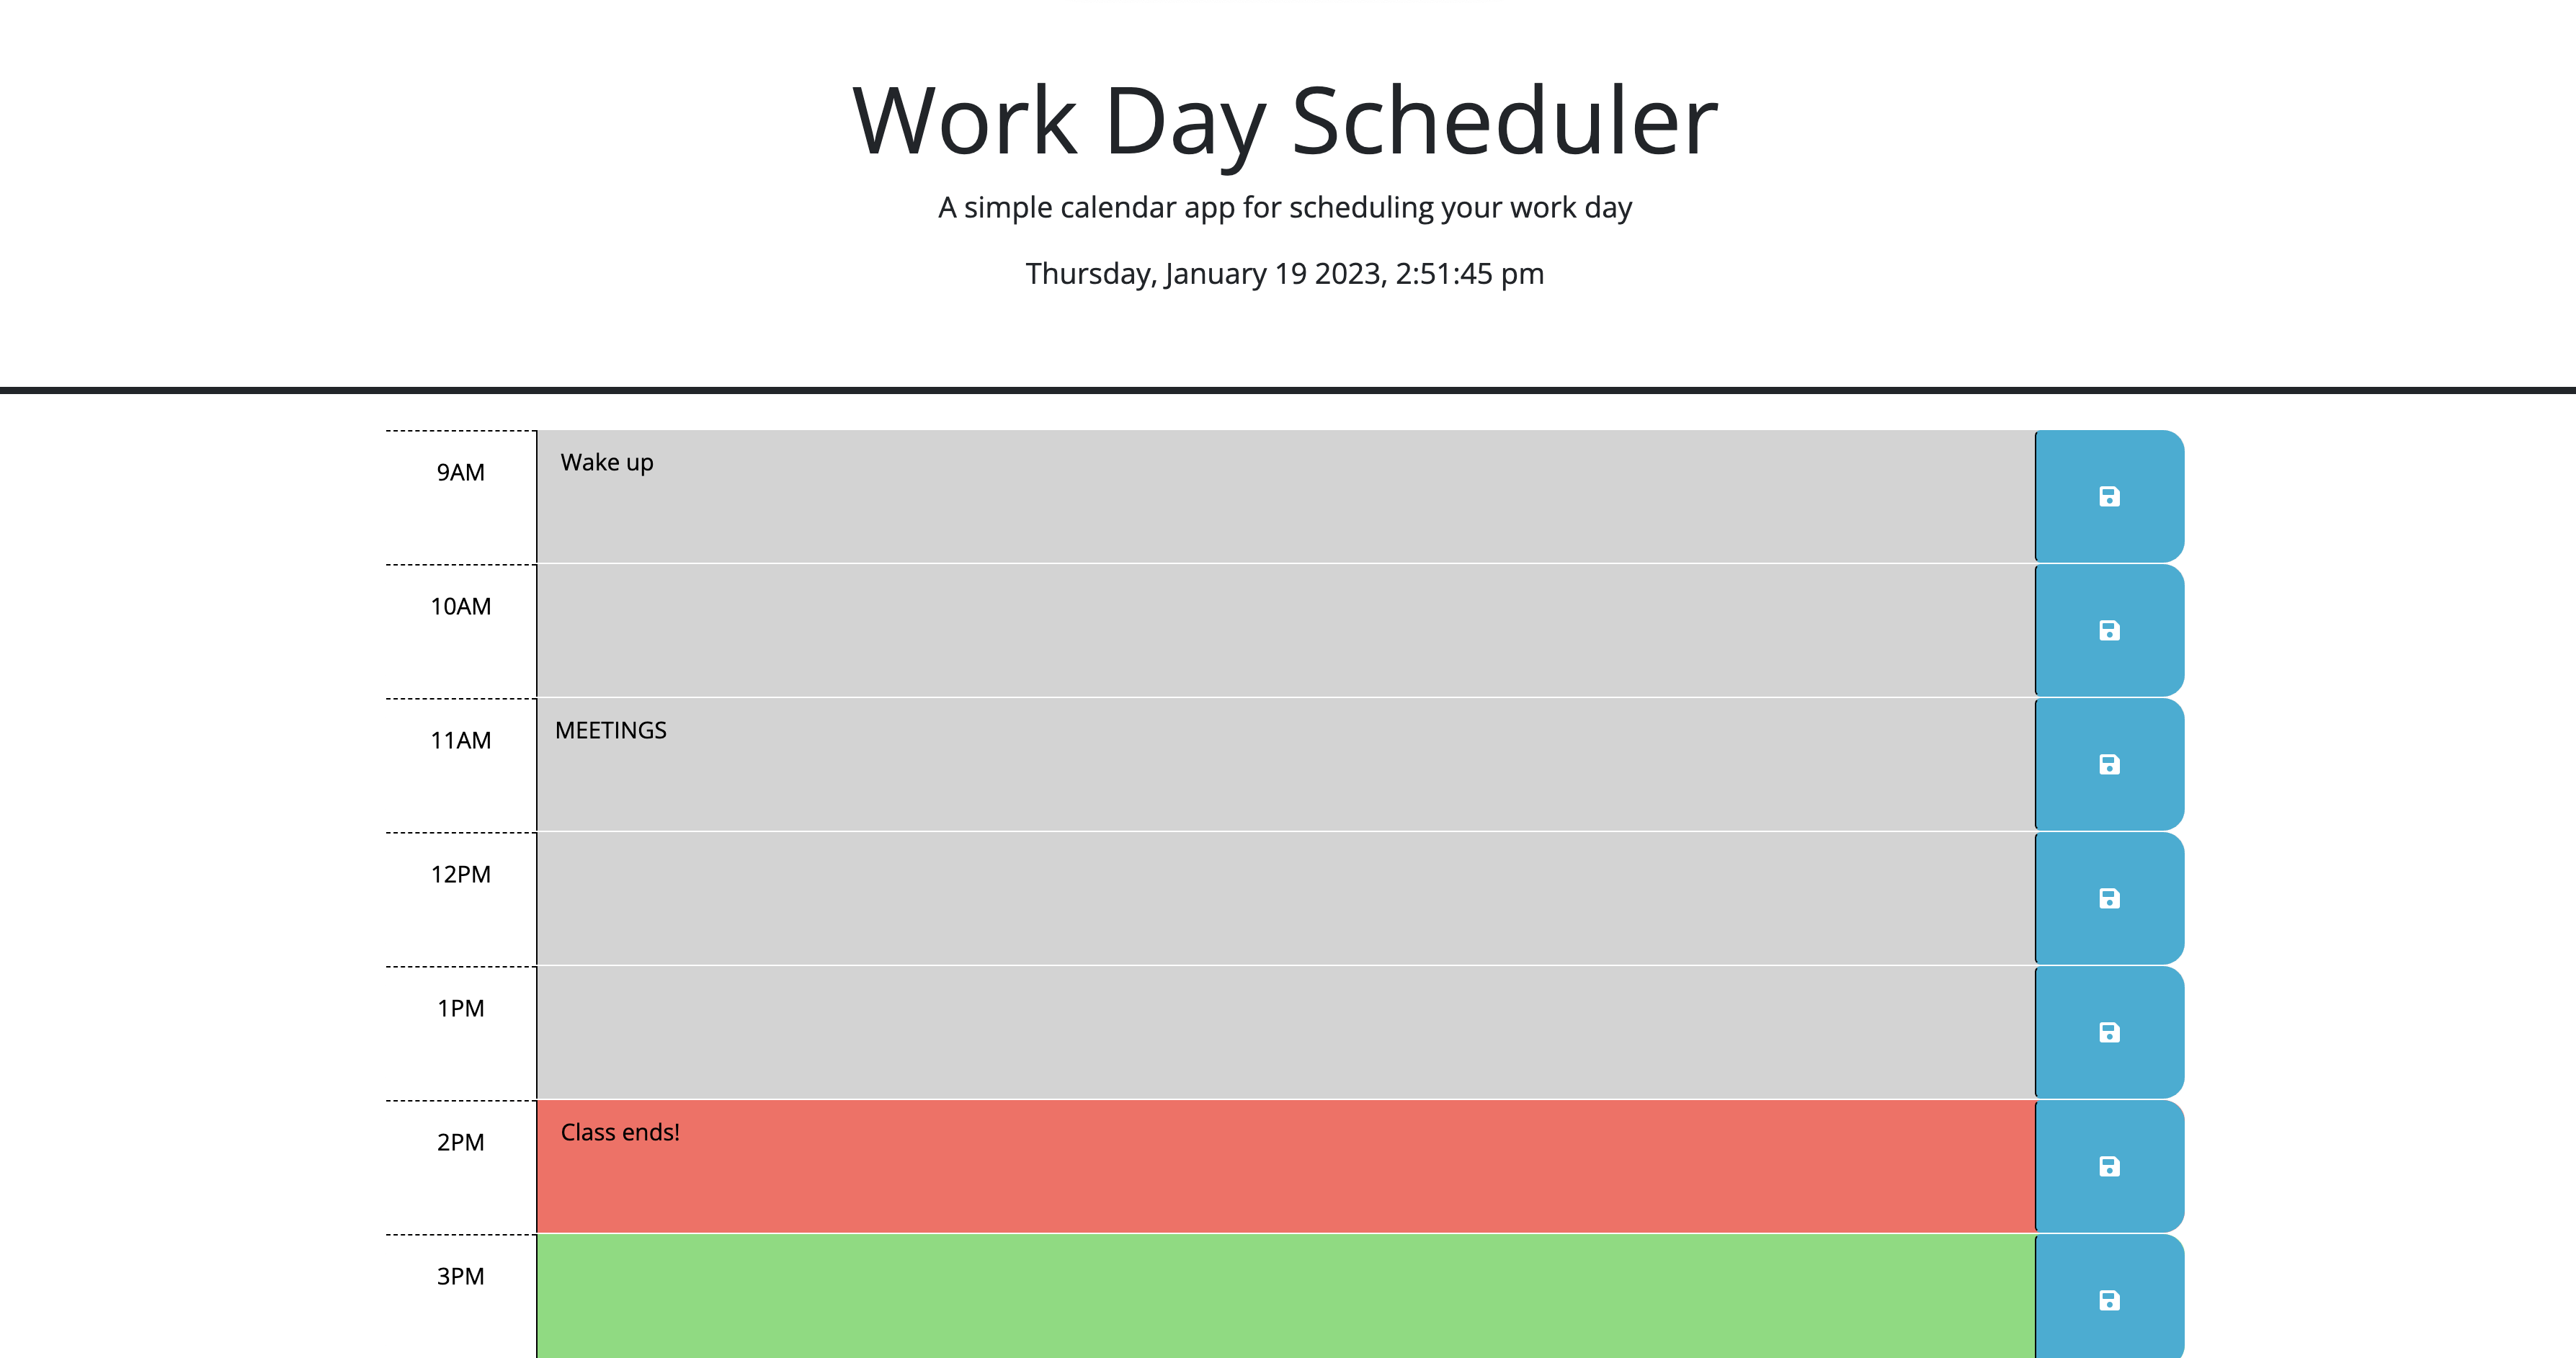 Work Day Scheduler
A simple calendar app for scheduling your work day
Thursday, January 19 2023, 2:51:45 pm
9AM
Wake up
10AM
11AM
MEETINGS
12PM
1PM
2PM
Class ends!
3PM